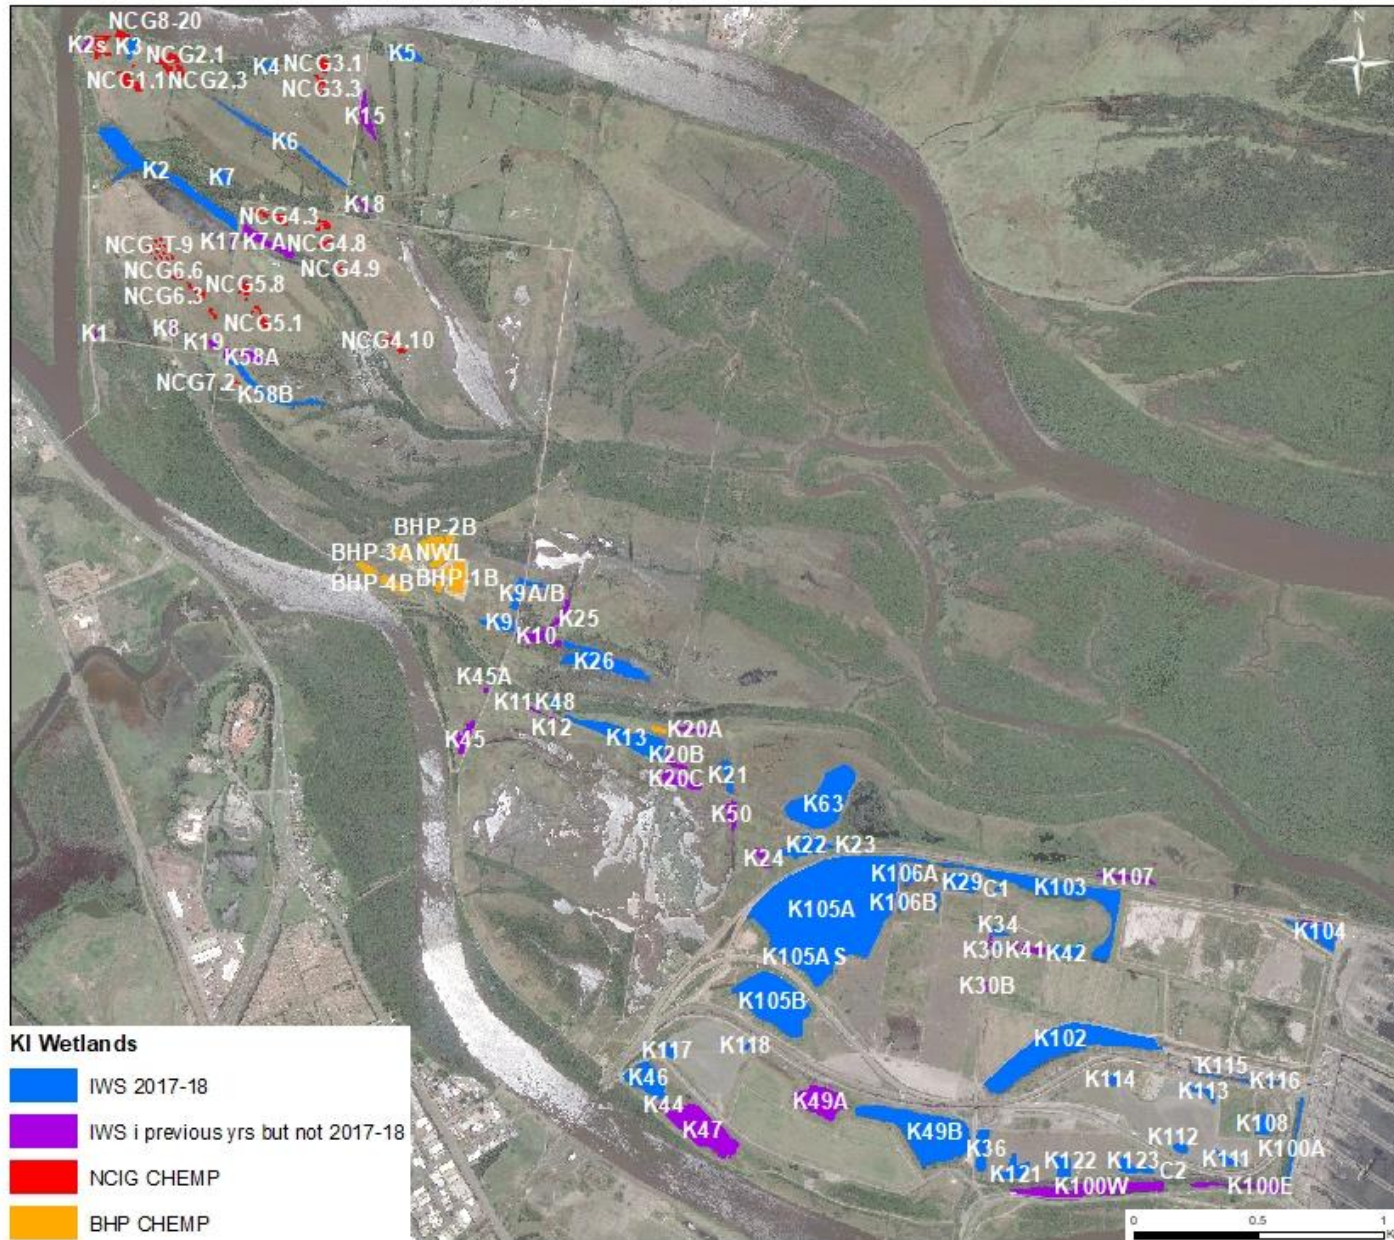 NCG8-20
N
K2s
K3
NCG2.1
K4
NCG3.1
K5
NCG1.1
NCG2.3
NCG3.3
K15
K6
K2
K7
K18
NCG4.3
K17
K7A
NCG4.8
NCG-T-9
NCG4.9
NCG6.6
NCG5.8
NCG6.3
NCG5.1
K1
K8
K19
NCG4.10
K58A
NCG7.2
K58B
BHP-2B
BHP-3A
NWL
BHP-4B
BHP-1B
K9A/B
K9
K25
K10
K26
K45A
K11
K48
K12
K45
K13
K20A
K20B
K20C
K21
K63
K50
K22
K23
K24
K106A
K29
C1
K103
K107
K105A
K106B
K34
K104
K30
K41
K42
K105A S
K30B
K105B
K102
K117
K118
K46
K115
K114
K116
K113
K44
K49A
K47
K49B
K108
K36
K112
K100A
K111
K121
K122
K123
C2
K100W
K100E
KI Wetlands
IWS 2017-18
IWS i previous yrs but not 2017-18
NCIG CHEMP
BHP CHEMP
0 0.5 1